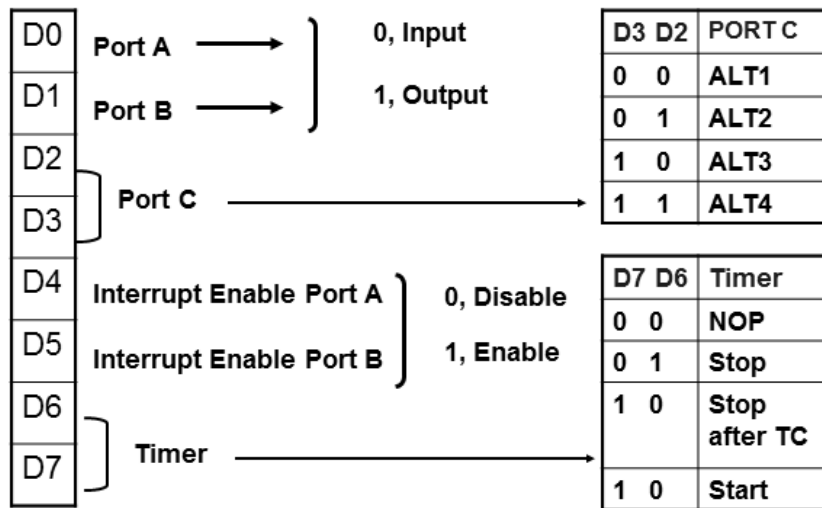 D0
Port A
0, Input
D1
Port B
1, Output
D2
Port C
D3
D4
Interrupt Enable Port A
0, Disable
D5
Interrupt Enable Port B
1, Enable
D6
Timer
D7
D3 D2 PORT C
0 0 ALT1
0 1 ALT2
1 0 ALT3
1 1 ALT4
D7 D6 Timer
0 0 NOP
0 1 Stop
1 0 Stop
after TC
1 0 Start